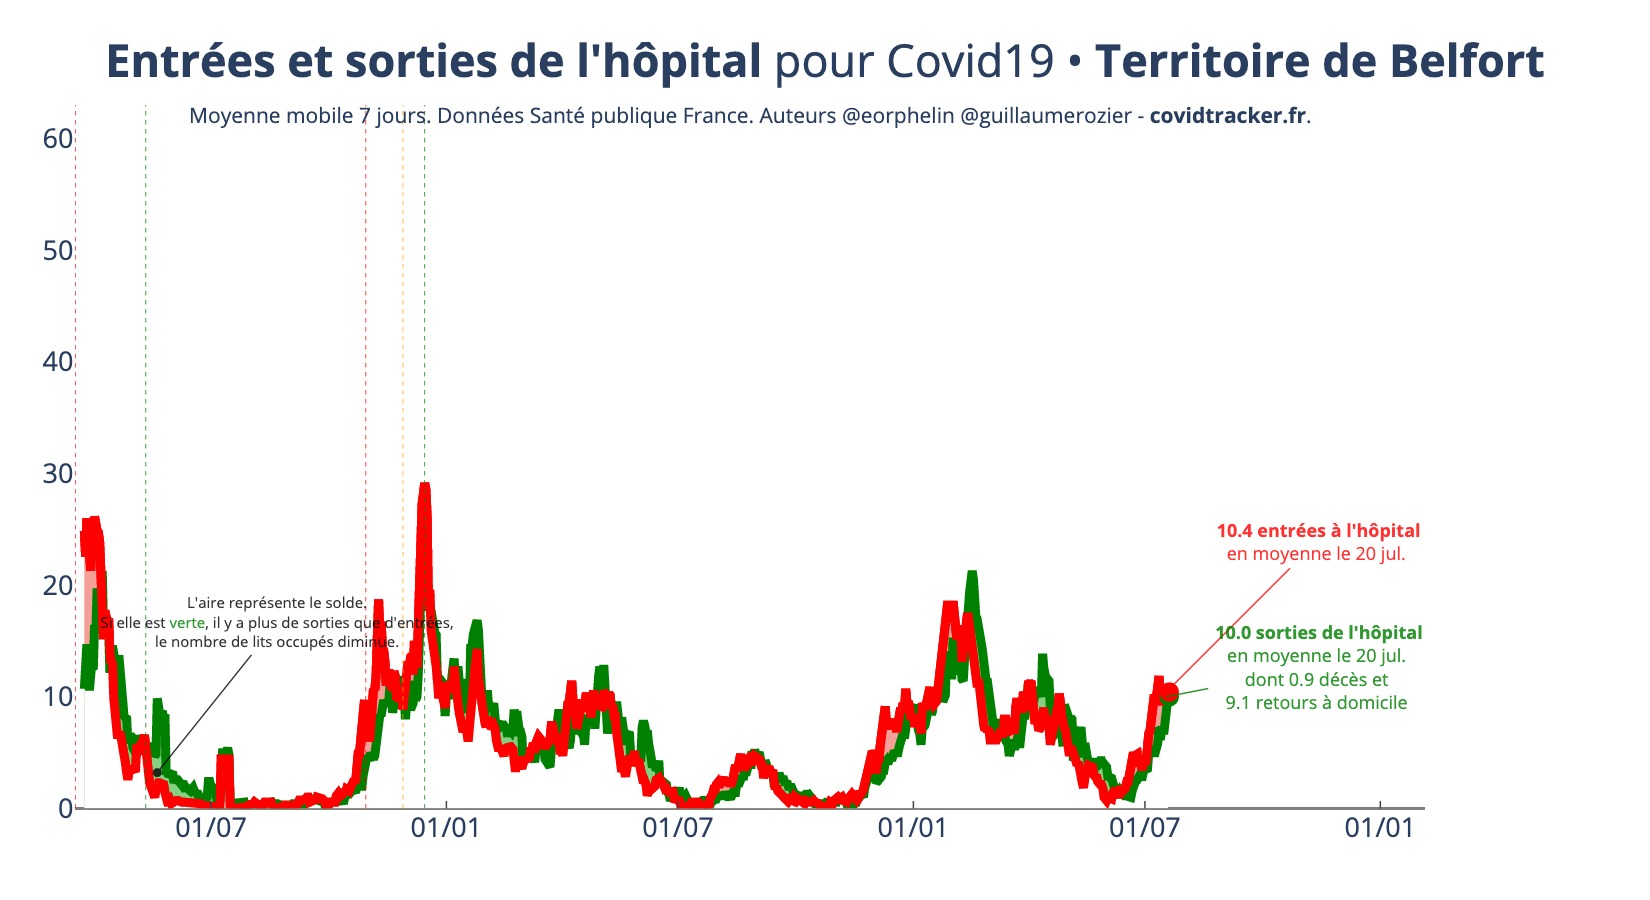 Entrées et sorties de l'hôpital pour Covid19 • Territoire de Belfort
Moyenne mobile 7 jours. Données Santé publique France. Auteurs @eorphelin @guillaumerozier - covidtracker.fr.
60
50
40
30
20
10
0
L'aire représente le solde.
Si elle est verte, il y a plus de sorties que d'entrées,
le nombre de lits occupés diminue.
10.4 entrées à l'hôpital
en moyenne le 20 jul.
10.0 sorties de l'hôpital
en moyenne le 20 jul.
dont 0.9 décès et
9.1 retours à domicile
01/07
01/01
01/07
01/01
01/07
01/01